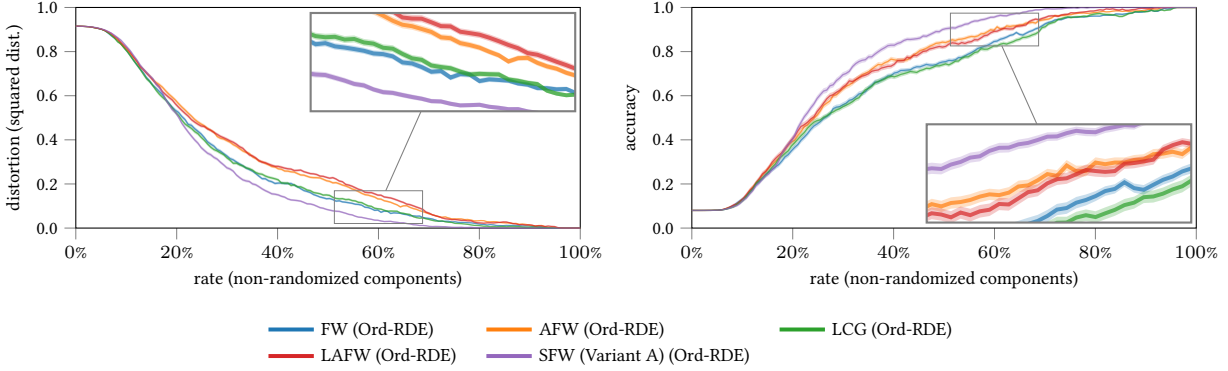 distortion (squared dist.)
1.0
0.8
0.6
0.4
0.2
0.0
0%
20%
40%
60%
80%
100%
rate (non-randomized components)
accuracy
1.0
0.8
0.6
0.4
0.2
0.0
0%
20%
40%
60%
80%
100%
rate (non-randomized components)
FW (Ord-RDE)
AFW (Ord-RDE)
LCG (Ord-RDE)
LAFW (Ord-RDE)
SFW (Variant A) (Ord-RDE)